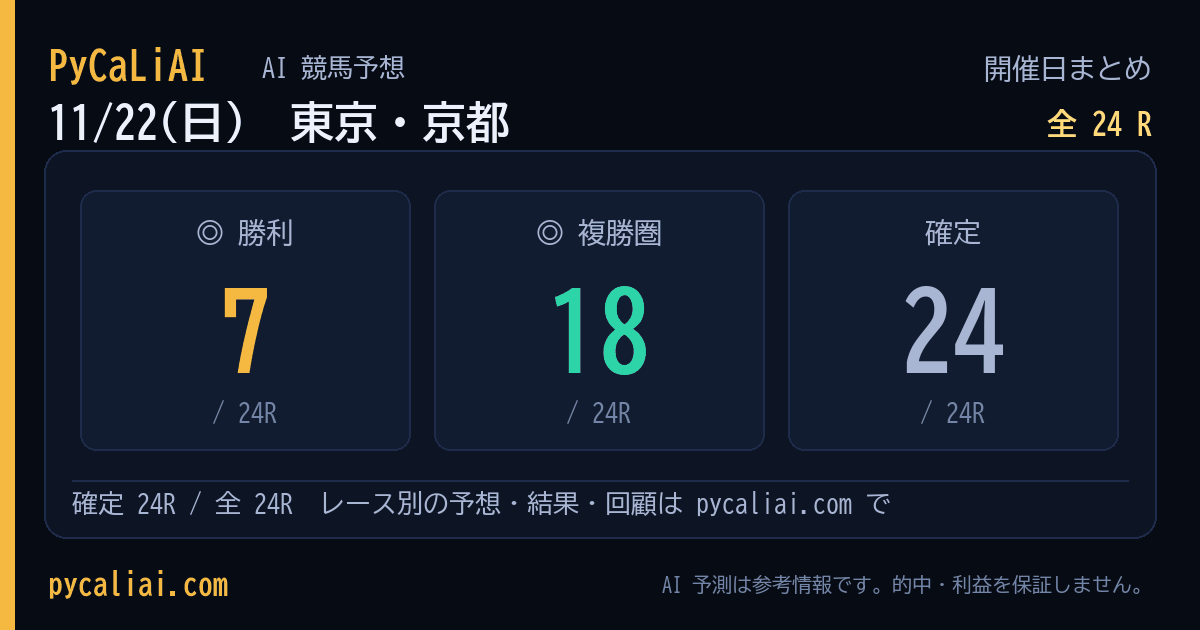 PyCaLiAI AI 競馬予想 開催日まとめ
11/22(日) 東京・京都 全 24 R
◎ 勝利 ◎ 複勝圏 確定
7 18 24
/ 24R / 24R / 24R
確定 24R / 全 24R レース別の予想・結果・回顧は pycaliai.com で
pycaliai.com AI 予測は参考情報です。的中・利益を保証しません。